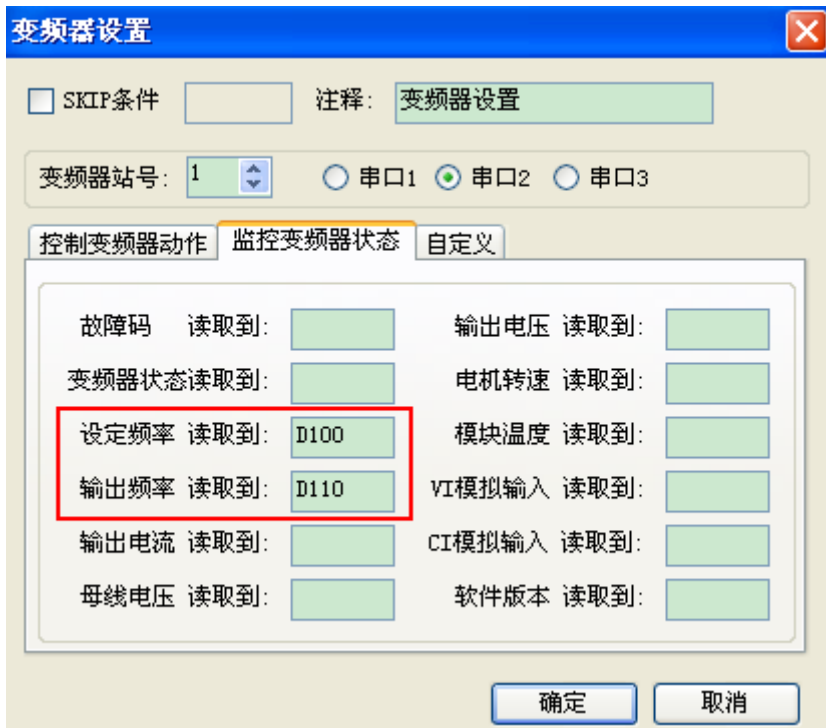 变频器设置
SKIP条件 注释: 变频器设置
变频器站号: 1 串口1 串口2 串口3
控制变频器动作 监控变频器状态 自定义
故障码 读取到: 输出电压 读取到:
变频器状态读取到: 电机转速 读取到:
设定频率 读取到: D100 模块温度 读取到:
输出频率 读取到: D110 VI模拟输入 读取到:
输出电流 读取到: CI模拟输入 读取到:
母线电压 读取到: 软件版本 读取到:
确定 取消